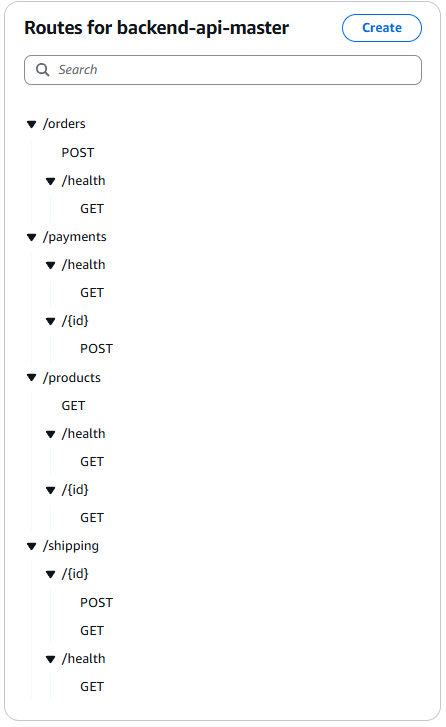 Routes for backend-api-master
Create
Search
/orders
POST
/health
GET
/payments
/health
GET
/{id}
POST
/products
GET
/health
GET
/{id}
GET
/shipping
/{id}
POST
GET
/health
GET